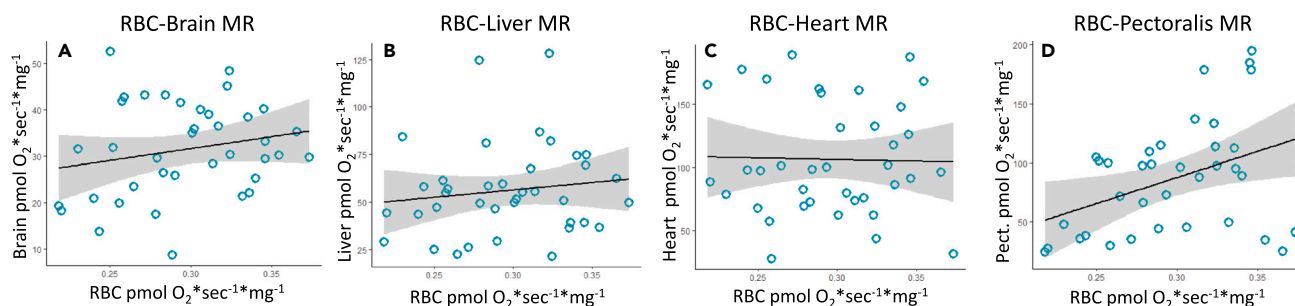 RBC-Brain MR
A
Brain pmol O2*sec-1*mg-1
50
40
30
20
10
0.25
0.30
0.35
RBC pmol O2*sec-1*mg-1
RBC-Liver MR
B
Liver pmol O2*sec-1*mg-1
125
100
75
50
25
0.25
0.30
0.35
RBC pmol O2*sec-1*mg-1
RBC-Heart MR
C
Heart pmol O2*sec-1*mg-1
150
100
50
0.25
0.30
0.35
RBC pmol O2*sec-1*mg-1
RBC-Pectoralis MR
D
Pect. pmol O2*sec-1*mg-1
200
150
100
50
0.25
0.30
0.35
RBC pmol O2*sec-1*mg-1